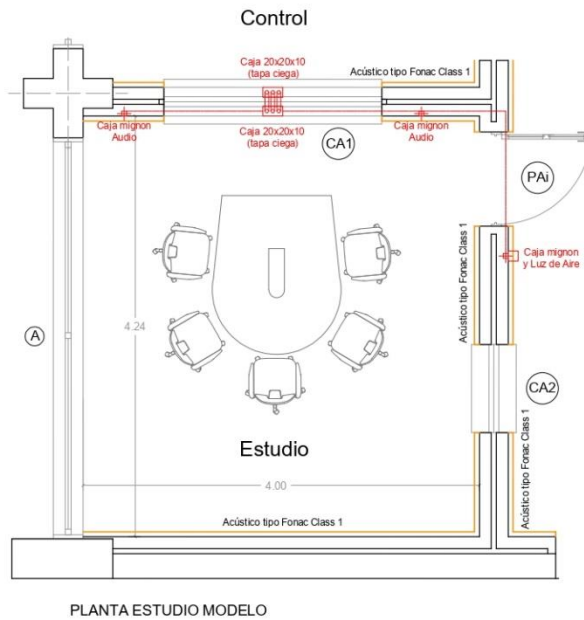 Control
Caja 20x20x10
(tapa ciega)
Acústico tipo Fonac Class 1
Caja mignon
Audio
Caja 20x20x10
(tapa ciega)
CA1
Caja mignon
Audio
PAi
Acústico tipo Fonac Class 1
Caja mignon
y Luz de Aire
4.24
A
CA2
Estudio
4.00
Acústico tipo Fonac Class 1
Acústico tipo Fonac Class 1
PLANTA ESTUDIO MODELO